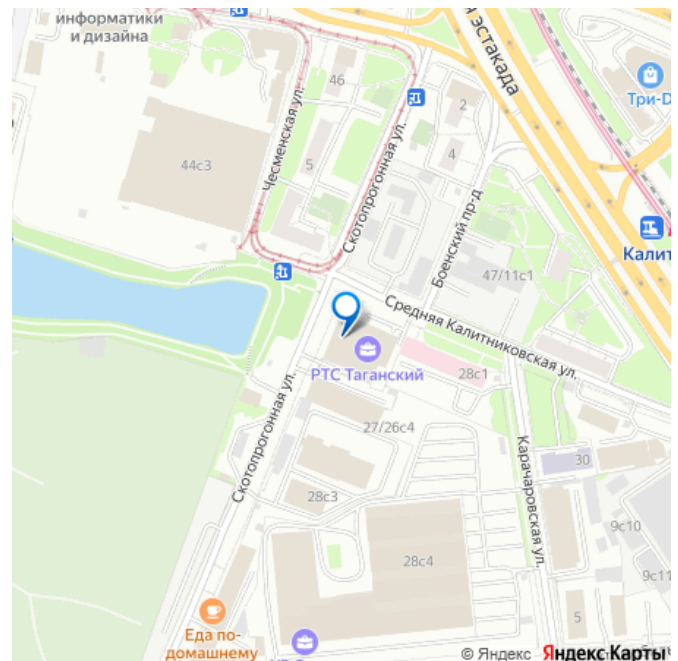 информатики
и дизайна
эстакада
46
Чесменская ул.
2
Три-D
5
4
44с3
Скотопрогонная ул.
Боенский пр-д
Калит
47/11с1
Средняя Калитниковская ул.
РТС Таганский
28с1
Скотопрогонная ул.
27/26с4
Карачаровская ул.
30
28с3
9с10
28с4
9с11
5
Еда по-
домашнему
© Яндекс Яндекс Карты